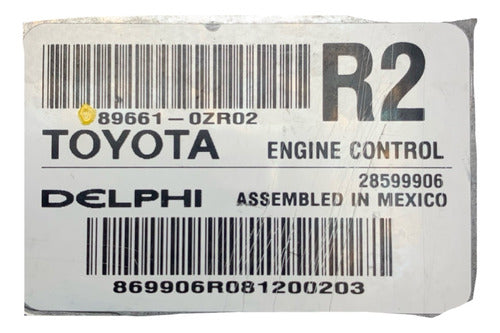 R2
89661-0ZR02
TOYOTA ENGINE CONTROL
28599906
DELPHI ASSEMBLED IN MEXICO
869906R081200203